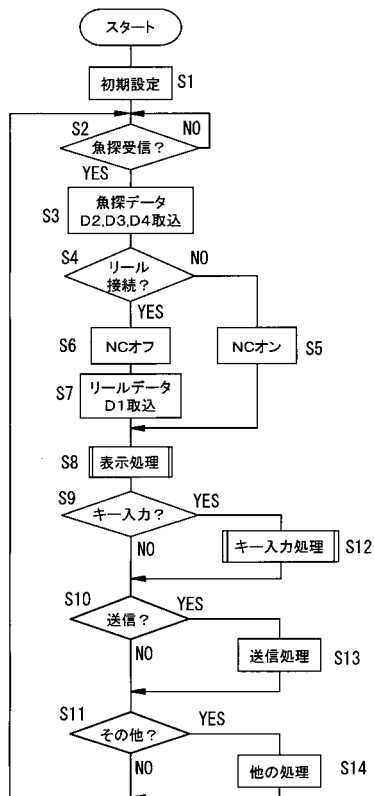 スタート
初期設定 S1
S2
NO
魚探受信？
YES
魚探データ
D2,D3,D4取込
S3
S4
NO
リール
接続？
YES
S6
NCオフ
NCオン
S5
S7
リールデータ
D1取込
S8
表示処理
S9
YES
キー入力？
NO
キー入力処理
S12
S10
YES
送信？
NO
送信処理
S13
S11
YES
その他？
NO
他の処理
S14